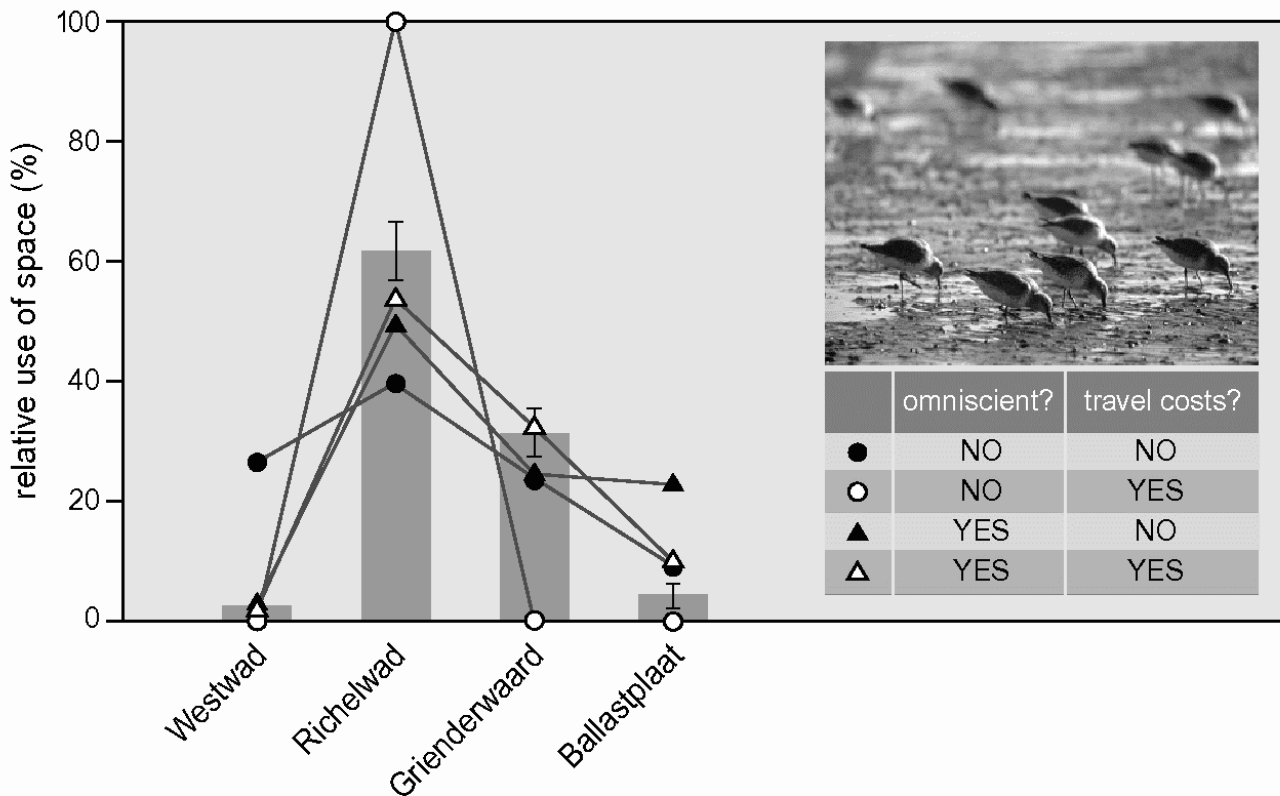 relative use of space (%)
100
80
60
40
20
0
Westwad
Richelwad
Grienderwaard
Ballastplaat
omniscient? travel costs?
NO NO
NO YES
YES NO
YES YES